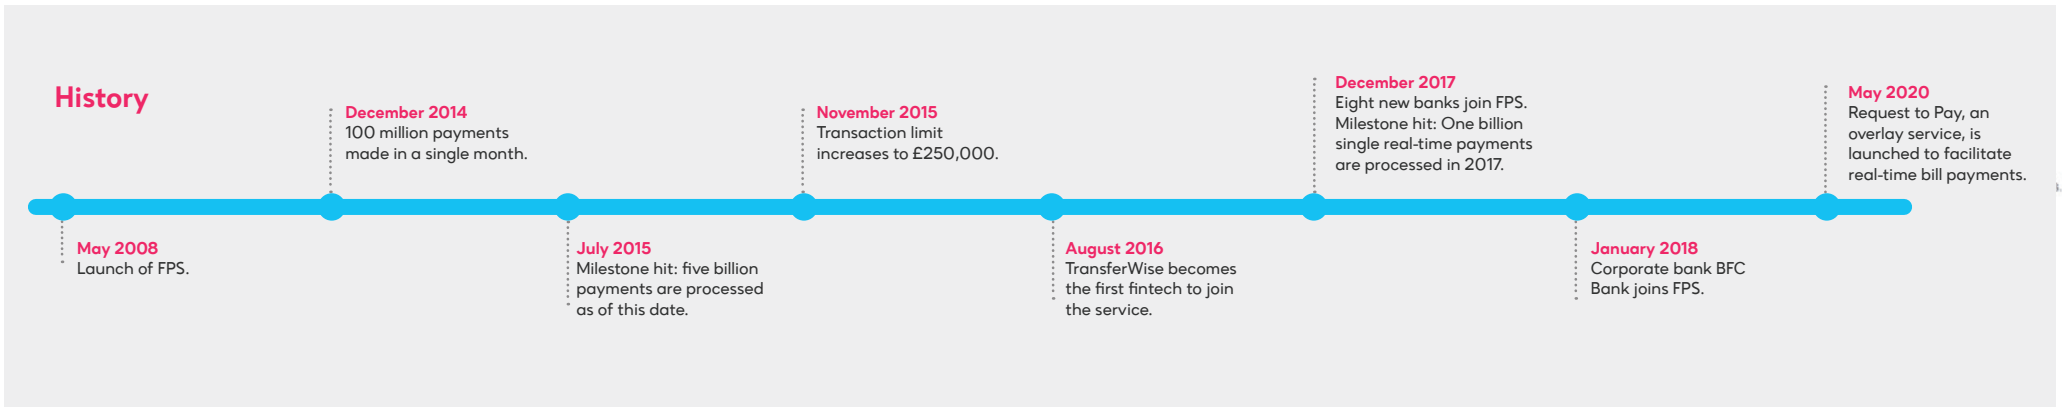 History
May 2008
Launch of FPS.
December 2014
100 million payments
made in a single month.
July 2015
Milestone hit: five billion
payments are processed
as of this date.
November 2015
Transaction limit
increases to £250,000.
August 2016
TransferWise becomes
the first fintech to join
the service.
December 2017
Eight new banks join FPS.
Milestone hit: One billion
single real-time payments
are processed in 2017.
January 2018
Corporate bank BFC
Bank joins FPS.
May 2020
Request to Pay, an
overlay service, is
launched to facilitate
real-time bill payments.